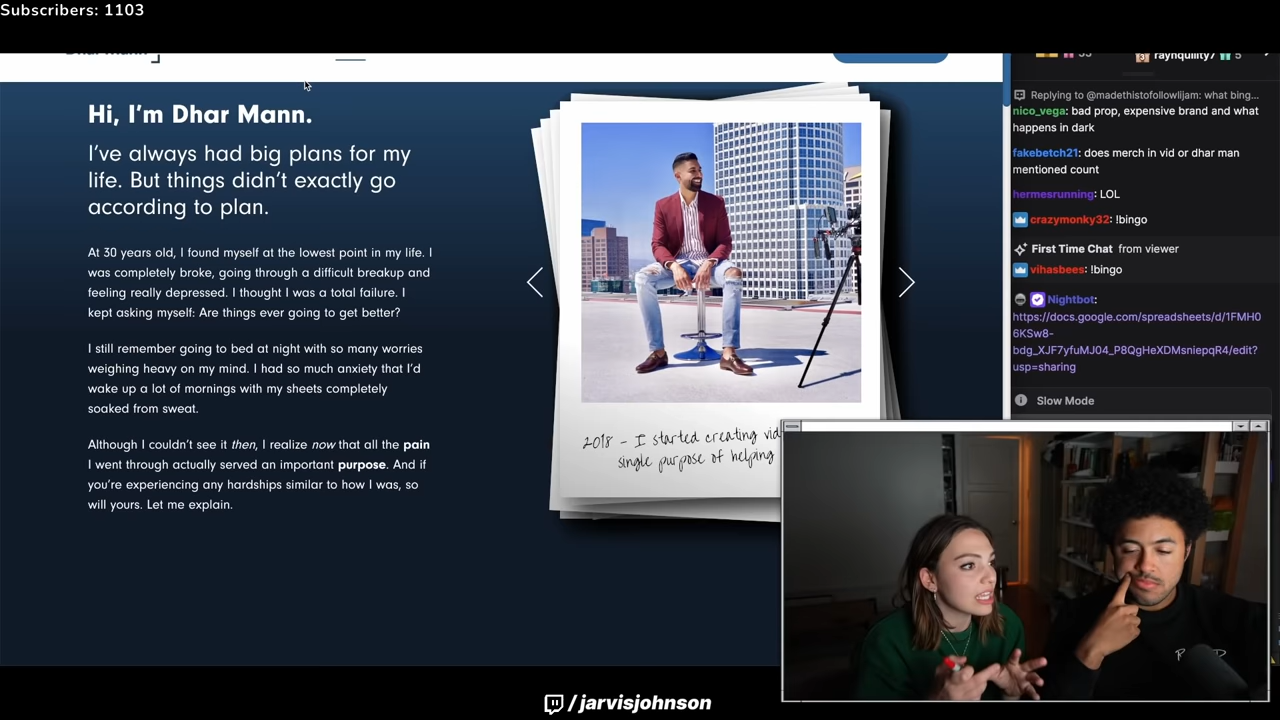 Subscribers: 1103
Hi, I'm Dhar Mann.
I've always had big plans for my
life. But things didn't exactly go
according to plan.
At 30 years old, I found myself at the lowest point in my life. I
was completely broke, going through a difficult breakup and
feeling really depressed. I thought I was a total failure. I
kept asking myself: Are things ever going to get better?
I still remember going to bed at night with so many worries
weighing heavy on my mind. I had so much anxiety that I'd
wake up a lot of mornings with my sheets completely
soaked from sweat.
Although I couldn't see it then, I realize now that all the pain
I went through actually served an important purpose. And if
you're experiencing any hardships similar to how I was, so
will yours. Let me explain.
2018 - I started creating vid
single purpose of helping
raynquility7 5
Replying to @madethistofollowlijam: what bing...
nico_vega: bad prop, expensive brand and what
happens in dark
fakebetch21: does merch in vid or dhar man
mentioned count
hermesrunning: LOL
crazymonky32: !bingo
First Time Chat from viewer
vihasbees: !bingo
Nightbot:
https://docs.google.com/spreadsheets/d/1FMH0
6KSw8-
bdg_XJF7yfuMJ04_P8QgHeXDMsniepqR4/edit?
usp=sharing
Slow Mode
/jarvisjohnson